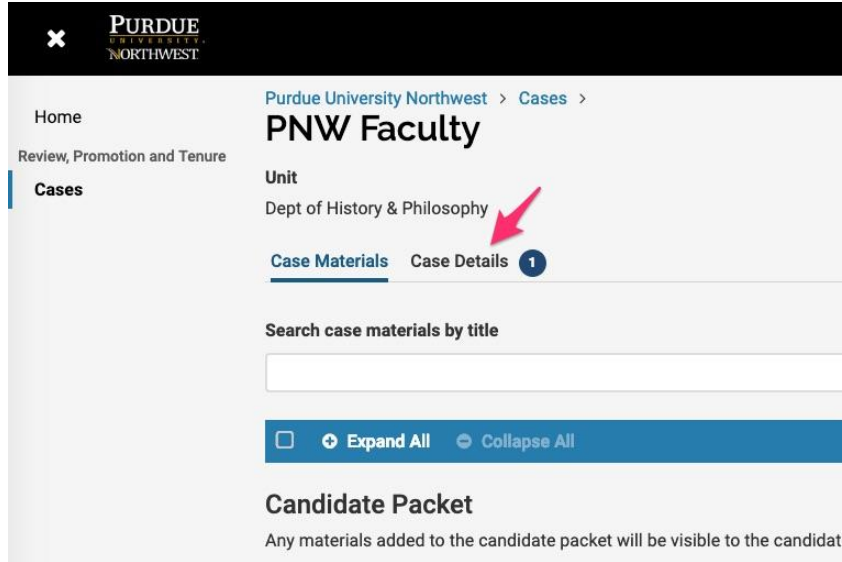 PURDUE
UNIVERSITY.
NORTHWEST
Home
Review, Promotion and Tenure
Cases
Purdue University Northwest > Cases >
PNW Faculty
Unit
Dept of History & Philosophy
Case Materials Case Details 1
Search case materials by title
Expand All Collapse All
Candidate Packet
Any materials added to the candidate packet will be visible to the candidat